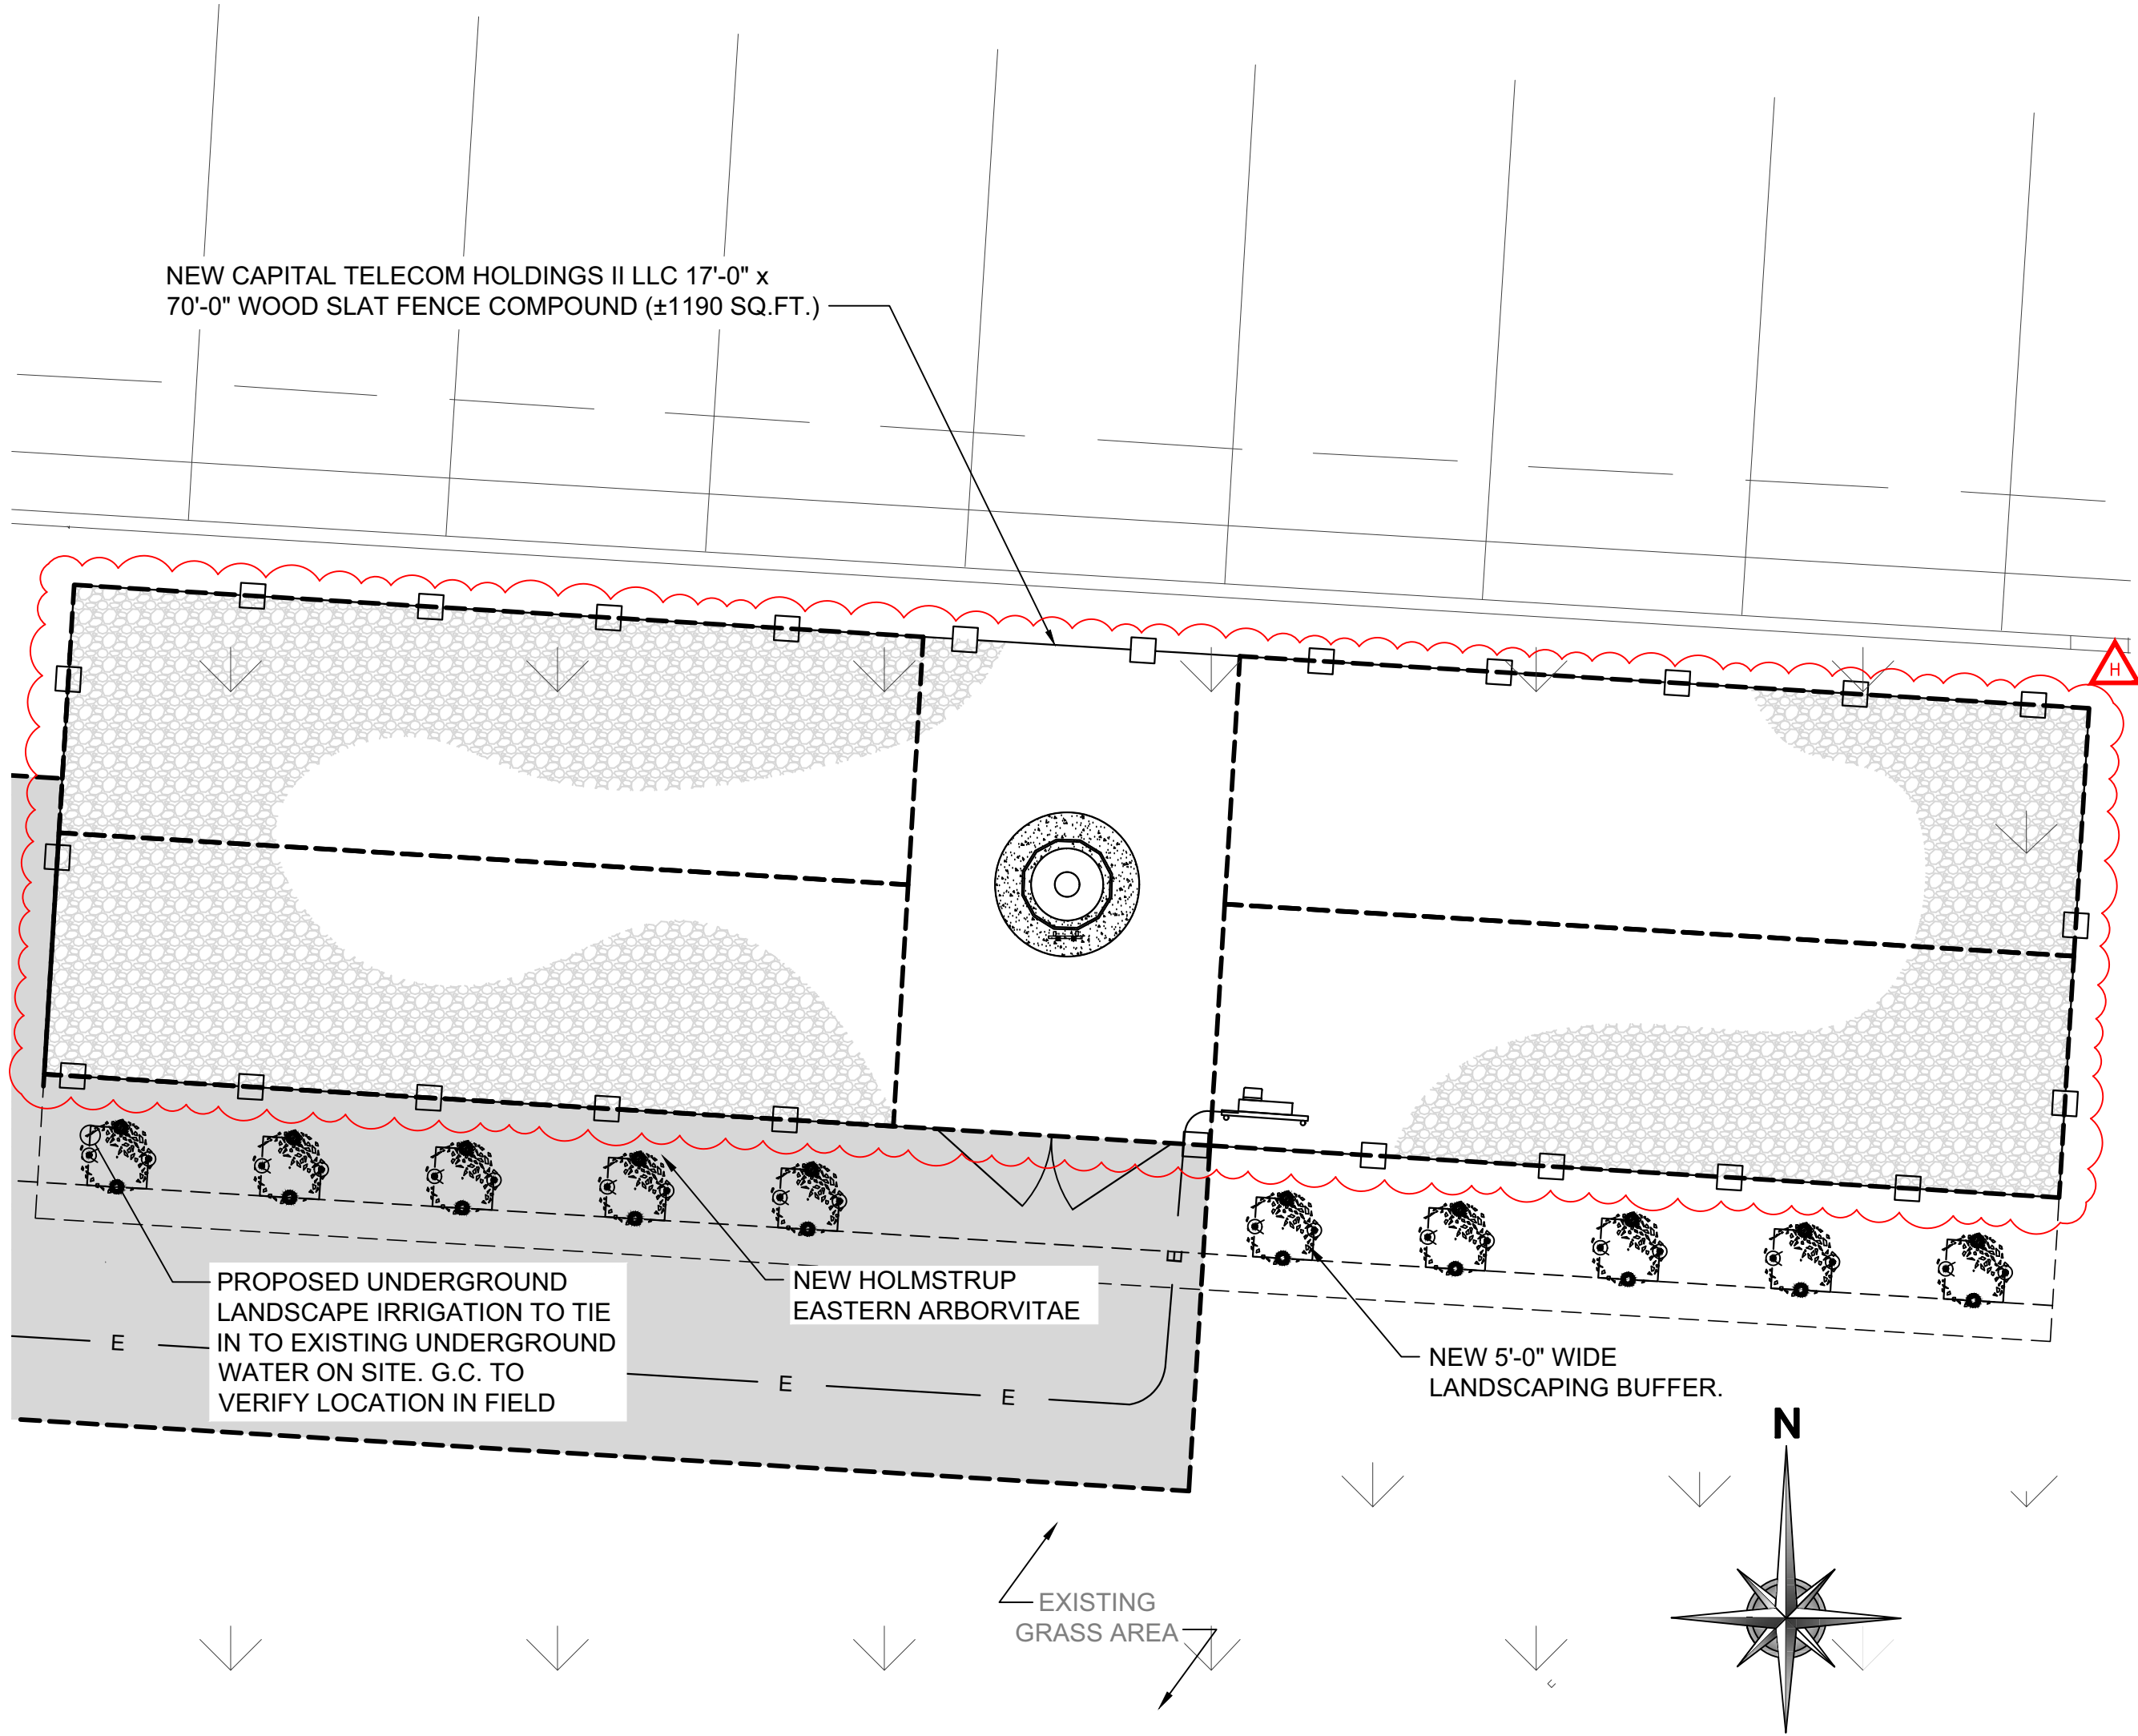 NEW CAPITAL TELECOM HOLDINGS II LLC 17'-0" x
70'-0" WOOD SLAT FENCE COMPOUND (±1190 SQ.FT.)
H
PROPOSED UNDERGROUND
LANDSCAPE IRRIGATION TO TIE
IN TO EXISTING UNDERGROUND
WATER ON SITE. G.C. TO
VERIFY LOCATION IN FIELD
NEW HOLMSTRUP
EASTERN ARBORVITAE
E
E
E
E
NEW 5'-0" WIDE
LANDSCAPING BUFFER.
N
EXISTING
GRASS AREA
E